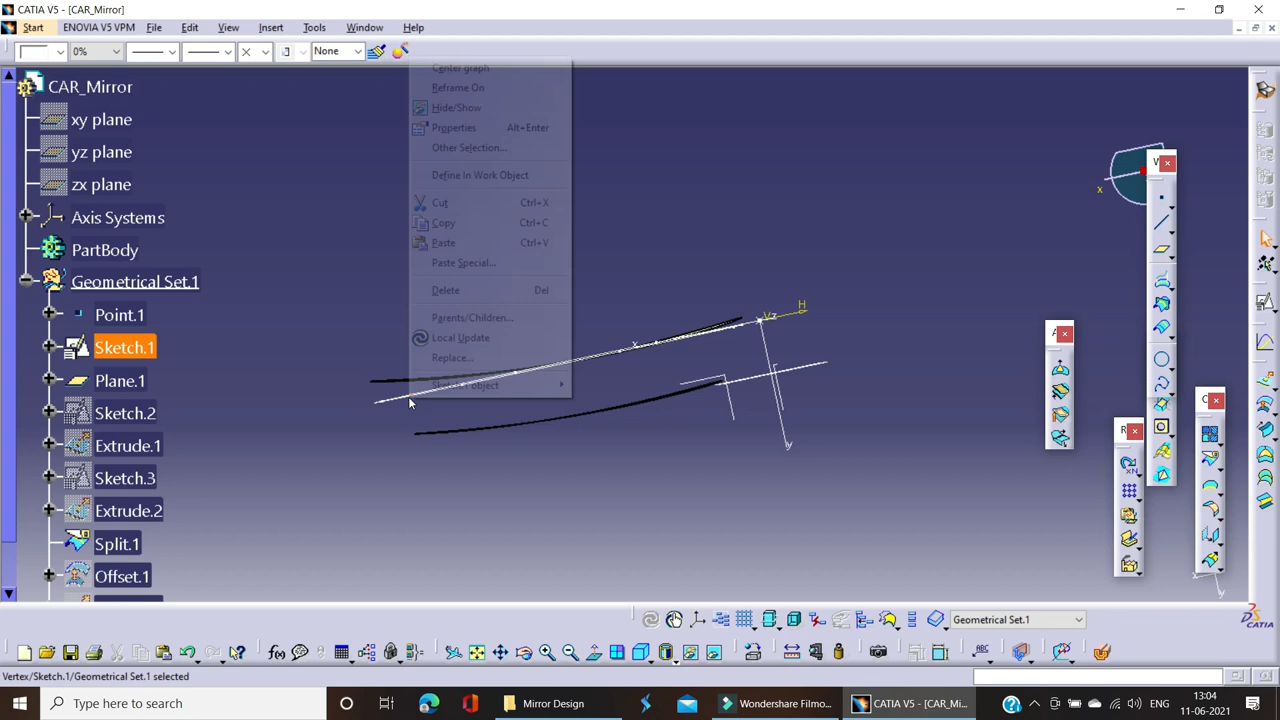 CATIA V5 - [CAR_Mirror]
Start ENOVIA V5 VPM File Edit View Insert Tools Window Help
0% None
Center graph
Reframe On
Hide/Show
Properties Alt+Enter
Other Selection...
Define In Work Object
Cut Ctrl+X
Copy Ctrl+C
Paste Ctrl+V
Paste Special...
Delete Del
Parents/Children...
Local Update
Replace...
Sketch.1 object
CAR_Mirror
xy plane
yz plane
zx plane
Axis Systems
PartBody
Geometrical Set.1
Point.1
Sketch.1
Plane.1
Sketch.2
Extrude.1
Sketch.3
Extrude.2
Split.1
Offset.1
H
Vz
x
y
x
W
A
R
C
x
y
Geometrical Set.1
CATIA
Vertex/Sketch.1/Geometrical Set.1 selected
Type here to search
Mirror Design
Wondershare Filmo...
CATIA V5 - [CAR_Mi...
ENG
13:04
11-06-2021